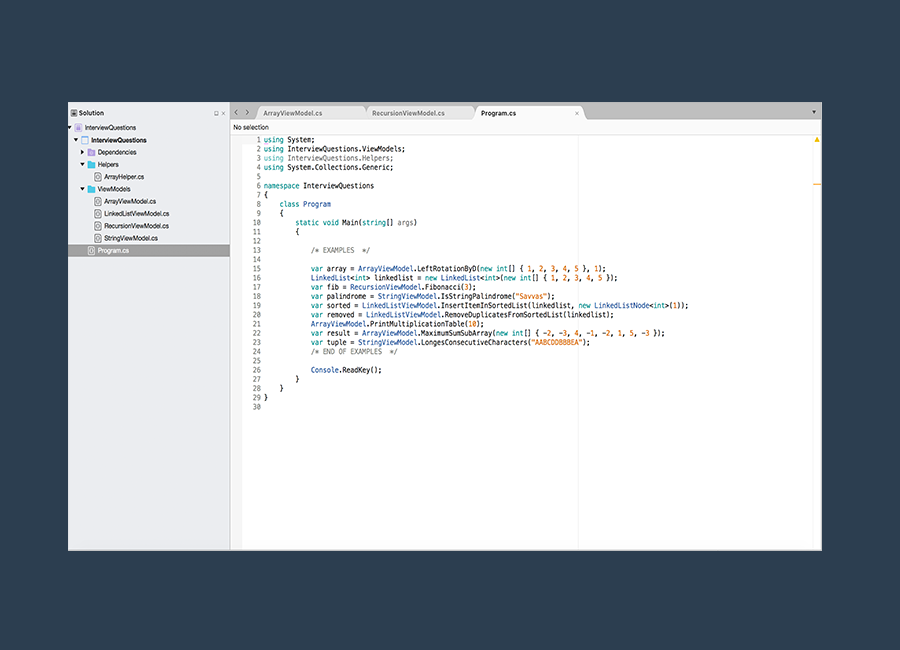 Solution
InterviewQuestions
InterviewQuestions
Dependencies
Helpers
ArrayHelper.cs
ViewModels
ArrayViewModel.cs
LinkedListViewModel.cs
RecursionViewModel.cs
StringViewModel.cs
Program.cs
ArrayViewModel.cs RecursionViewModel.cs Program.cs ×
No selection
1 using System;
2 using InterviewQuestions.ViewModels;
3 using InterviewQuestions.Helpers;
4 using System.Collections.Generic;
5
6 namespace InterviewQuestions
7 {
8 class Program
9 {
10 static void Main(string[] args)
11 {
12
13 /* EXAMPLES */
14
15 var array = ArrayViewModel.LeftRotationByD(new int[] { 1, 2, 3, 4, 5 }, 1);
16 LinkedList<int> linkedlist = new LinkedList<int>(new int[] { 1, 2, 3, 4, 5 });
17 var fib = RecursionViewModel.Fibonacci(3);
18 var palindrome = StringViewModel.IsStringPalindrome("Savvas");
19 var sorted = LinkedListViewModel.InsertItemInSortedList(linkedlist, new LinkedListNode<int>(1));
20 var removed = LinkedListViewModel.RemoveDuplicatesFromSortedList(linkedlist);
21 ArrayViewModel.PrintMultiplicationTable(10);
22 var result = ArrayViewModel.MaximumSumSubArray(new int[] { -2, -3, 4, -1, -2, 1, 5, -3 });
23 var tuple = StringViewModel.LongesConsecutiveCharacters("AABCDDBBBEA");
24 /* END OF EXAMPLES */
25
26 Console.ReadKey();
27 }
28 }
29 }
30